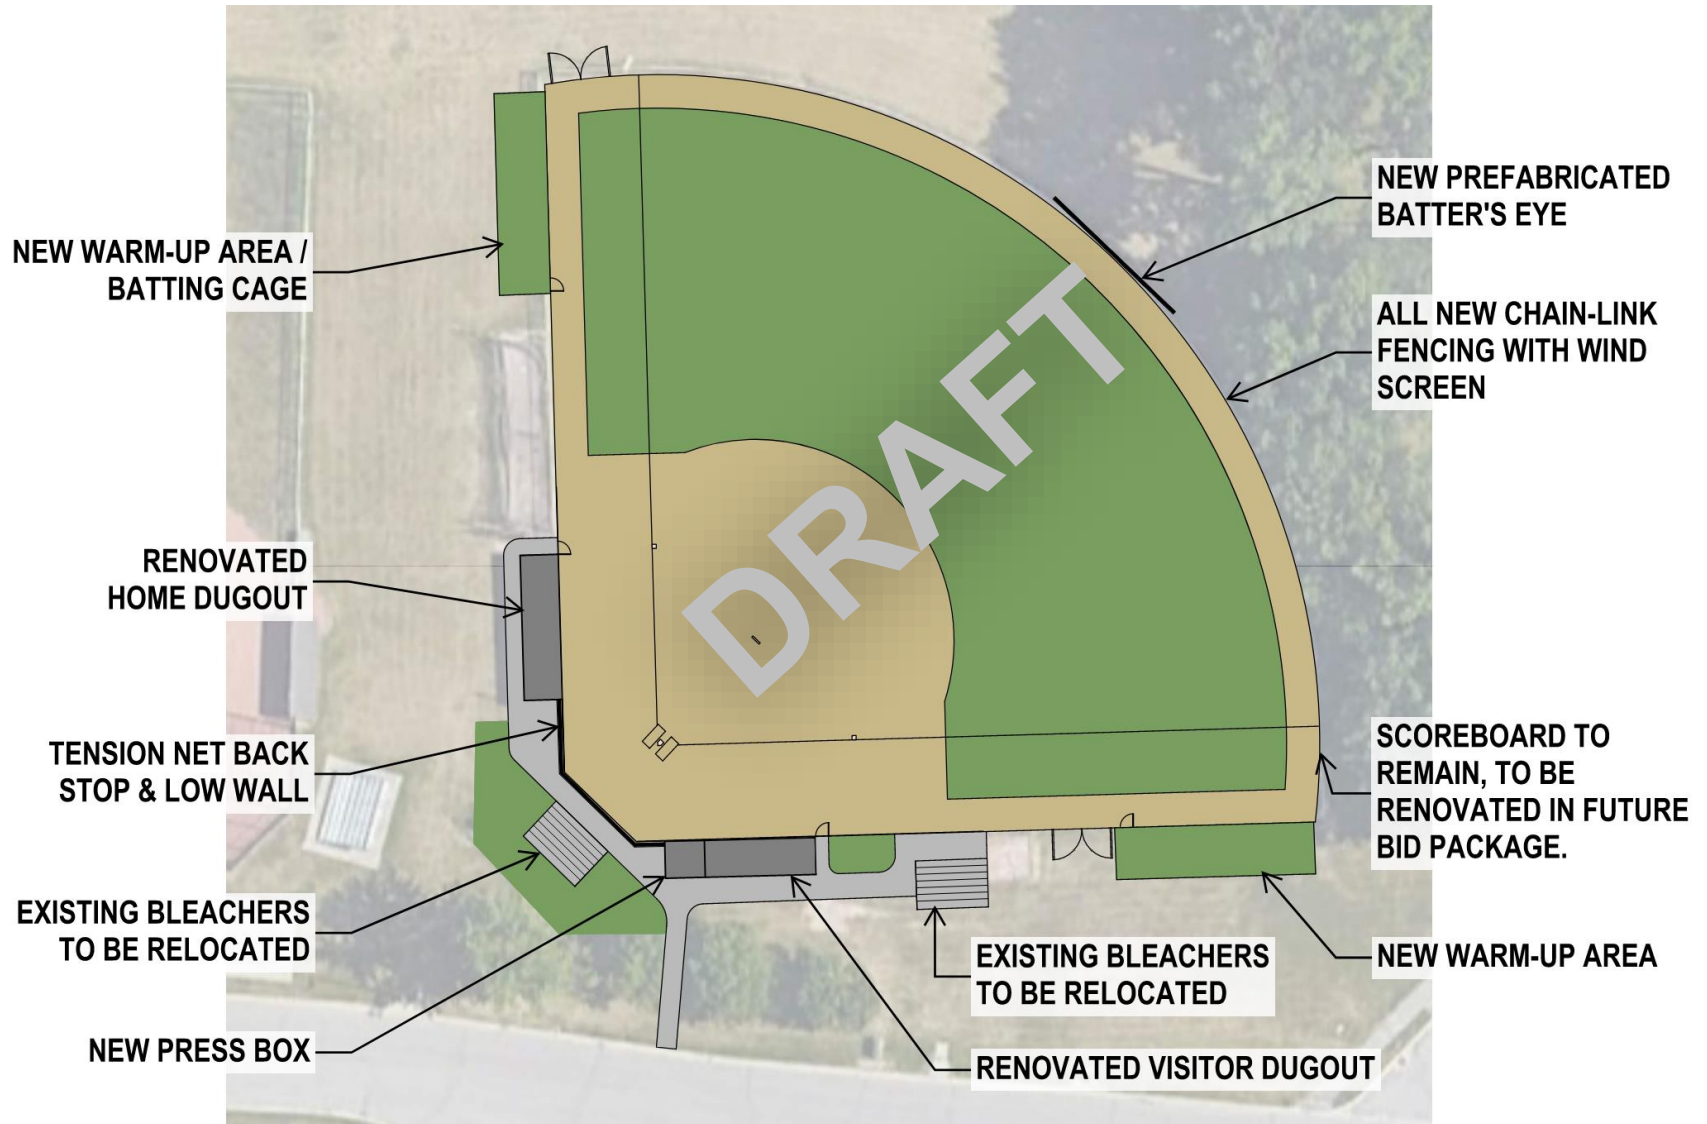 NEW PREFABRICATED
BATTER'S EYE
NEW WARM-UP AREA /
BATTING CAGE
ALL NEW CHAIN-LINK
FENCING WITH WIND
SCREEN
DRAFT
RENOVATED
HOME DUGOUT
TENSION NET BACK
STOP & LOW WALL
SCOREBOARD TO
REMAIN, TO BE
RENOVATED IN FUTURE
BID PACKAGE.
EXISTING BLEACHERS
TO BE RELOCATED
EXISTING BLEACHERS
TO BE RELOCATED
NEW WARM-UP AREA
NEW PRESS BOX
RENOVATED VISITOR DUGOUT